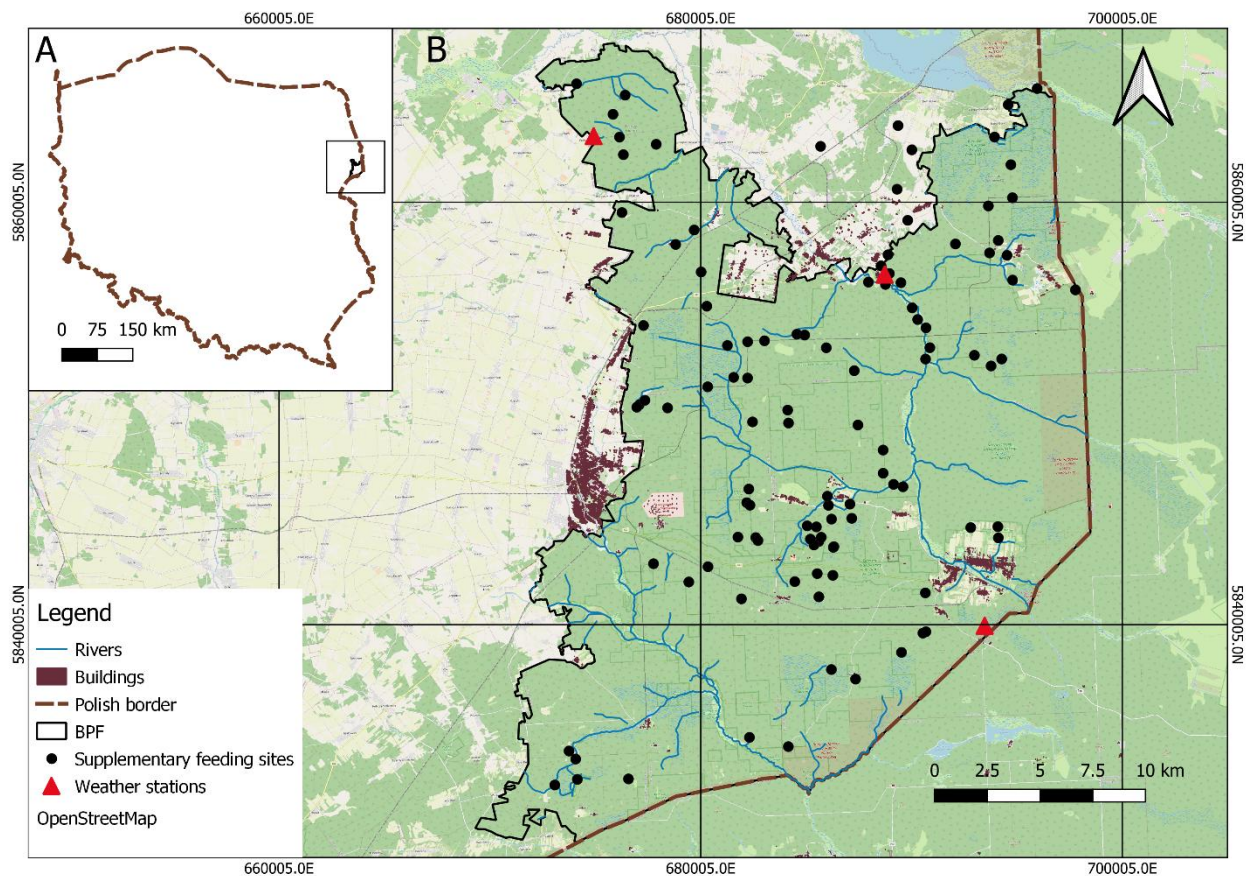 660005.0E 680005.0E 700005.0E
A B
5860005.0N 5860005.0N
0 75 150 km
Legend
Rivers
Buildings
Polish border
BPF
Supplementary feeding sites
Weather stations
OpenStreetMap
5840005.0N 5840005.0N
0 2.5 5 7.5 10 km
660005.0E 680005.0E 700005.0E